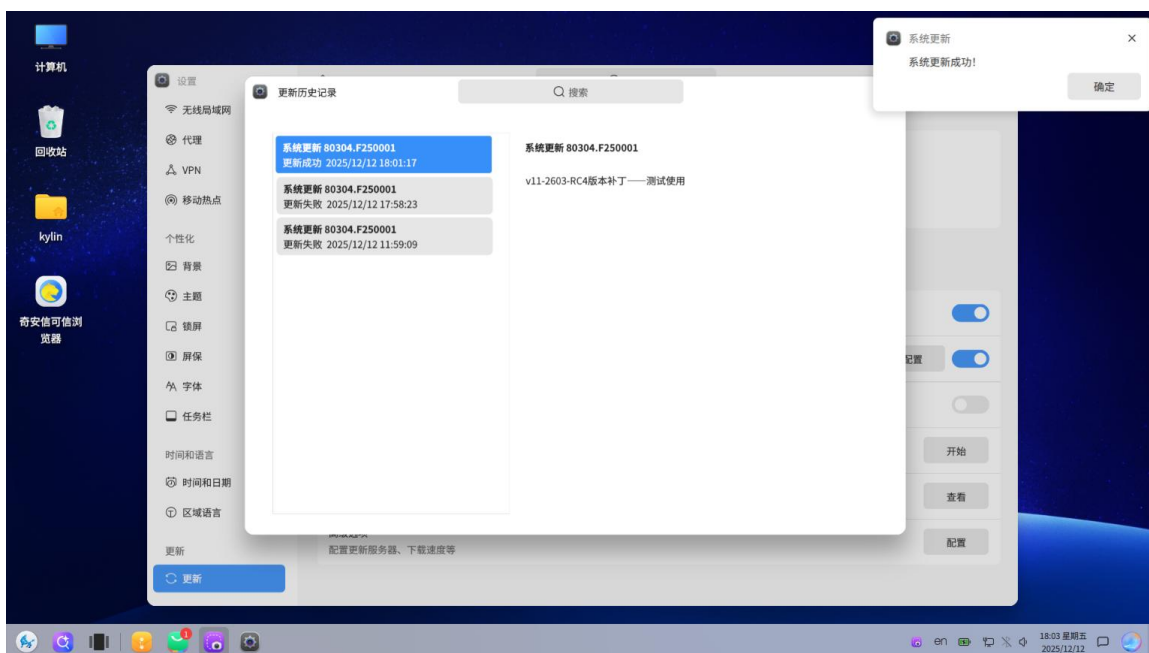 计算机
回收站
kylin
奇安信可信浏
览器
设置
无线局域网
代理
VPN
移动热点
个性化
背景
主题
锁屏
屏保
字体
任务栏
时间和语言
时间和日期
区域语言
更新
更新
更新历史记录
搜索
系统更新 80304.F250001
更新成功 2025/12/12 18:01:17
系统更新 80304.F250001
更新失败 2025/12/12 17:58:23
系统更新 80304.F250001
更新失败 2025/12/12 11:59:09
系统更新 80304.F250001
v11-2603-RC4版本补丁——测试使用
系统更新
系统更新成功!
确定
配置
开始
查看
配置更新服务器、下载速度等
配置
1
en
18:03 星期五
2025/12/12